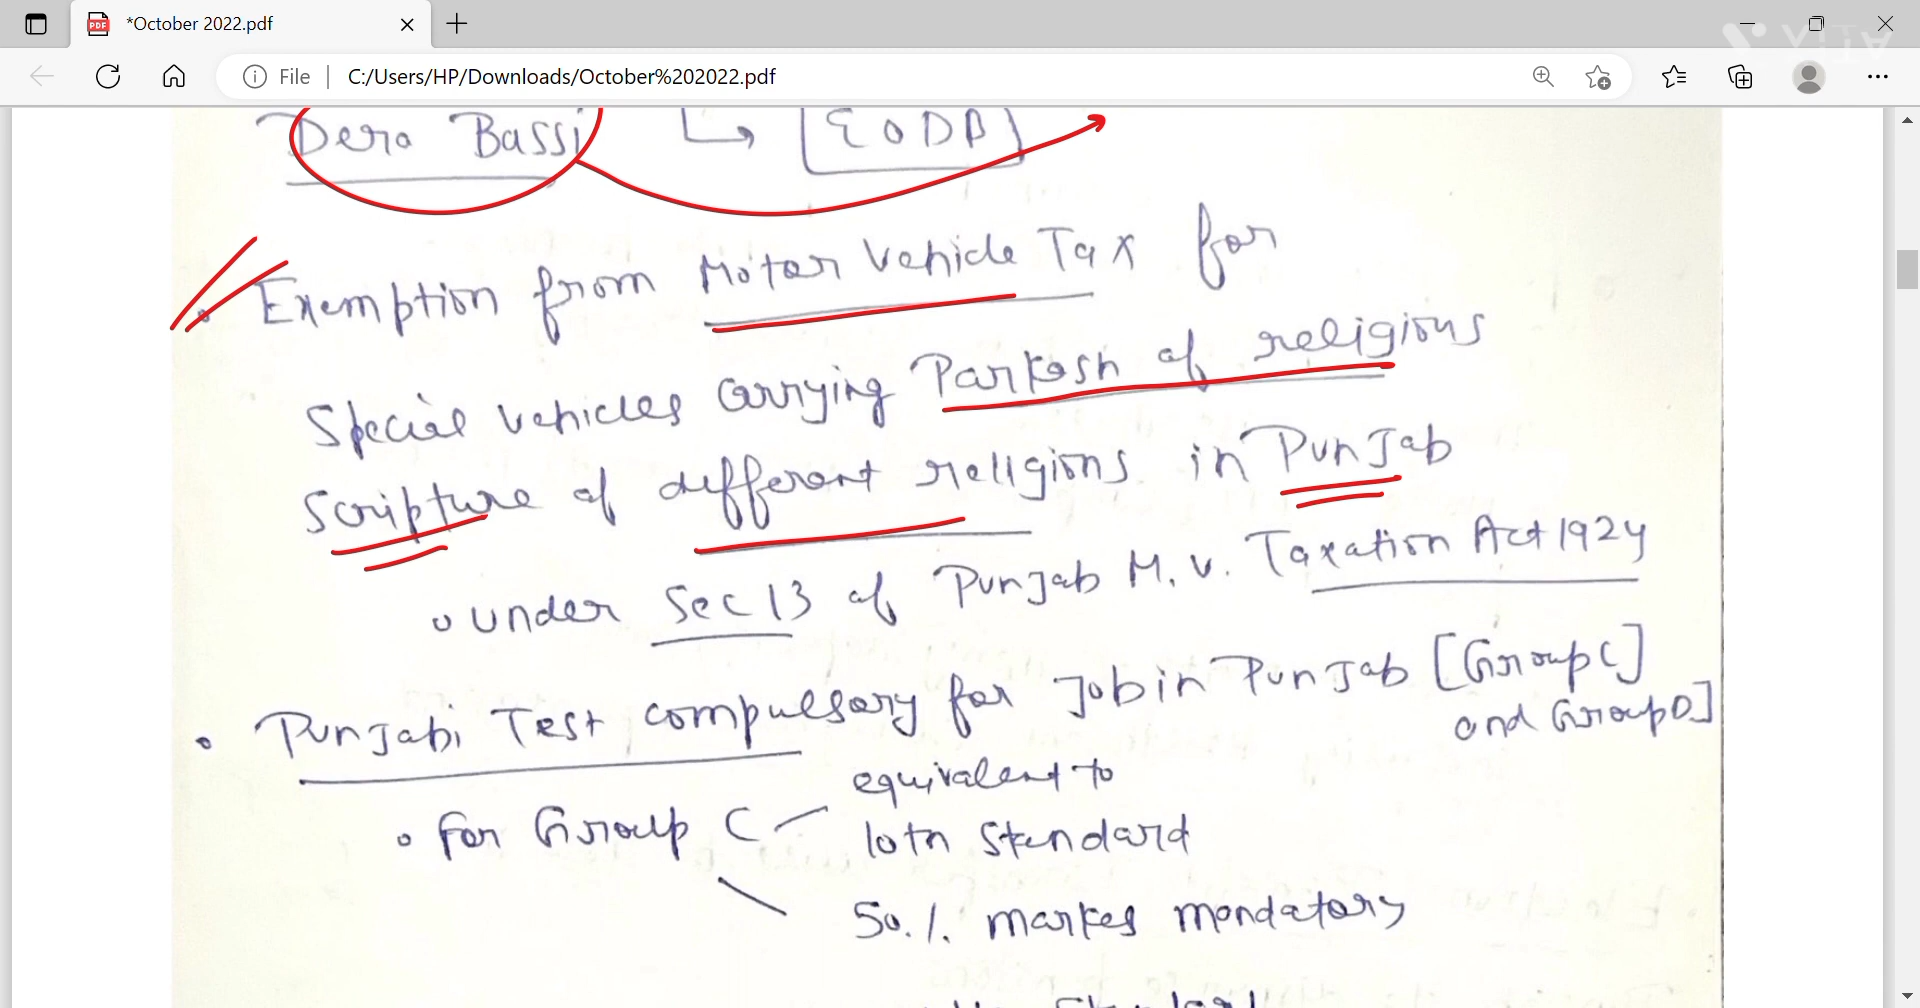 *October 2022.pdf
File | C:/Users/HP/Downloads/October%202022.pdf
VITA
Dera Bassi ↳ [EODB]
• Exemption from Motor Vehicle Tax for
Special vehicles carrying Parkash of religious
Scripture of different religions in Punjab
o under Sec 13 of Punjab M.V. Taxation Act 1924
• Punjabi Test compulsory for Job in Punjab [Group C]
and Group D]
o for Group C equivalent to
10th Standard
50% markes mandatory